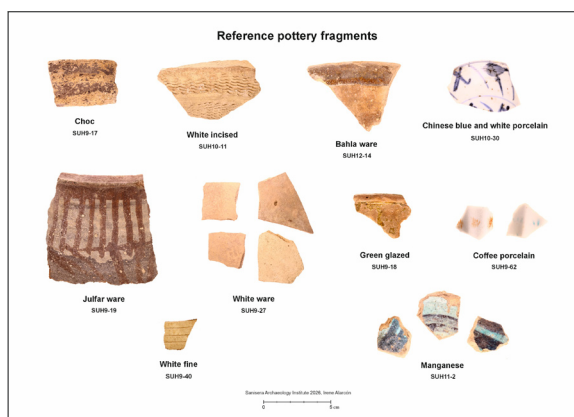 Reference pottery fragments
Choc
SUH9-17
White incised
SUH10-11
Bahla ware
SUH12-14
Chinese blue and white porcelain
SUH10-30
Julfar ware
SUH9-19
White ware
SUH9-27
Green glazed
SUH9-18
Coffee porcelain
SUH9-62
White fine
SUH9-40
Manganese
SUH11-2
Sanisera Archaeology Institute 2026. Irene Alarcón
0 5 cm